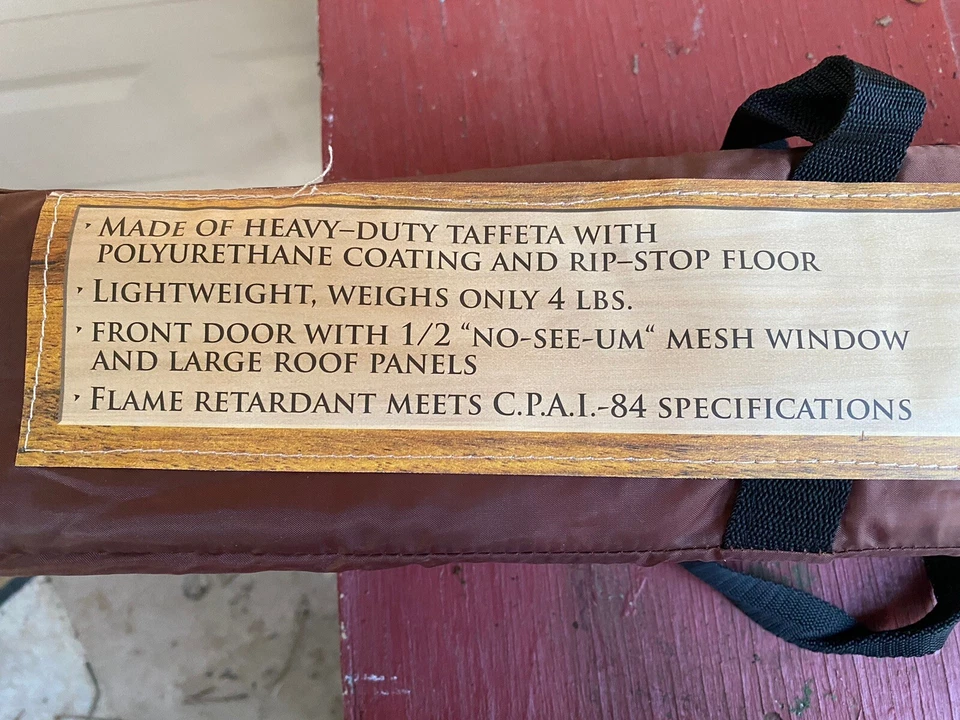 ‣ MADE OF HEAVY–DUTY TAFFETA WITH
POLYURETHANE COATING AND RIP–STOP FLOOR
‣ LIGHTWEIGHT, WEIGHS ONLY 4 LBS.
‣ FRONT DOOR WITH 1/2 “NO-SEE-UM“ MESH WINDOW
AND LARGE ROOF PANELS
‣ FLAME RETARDANT MEETS C.P.A.I.-84 SPECIFICATIONS